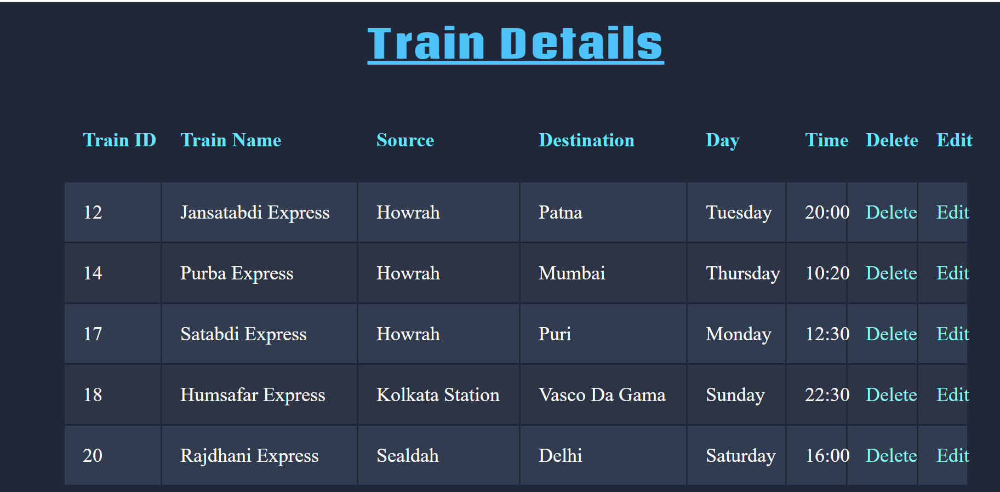 Train Details
Train ID Train Name Source Destination Day Time Delete Edit
12 Jansatabdi Express Howrah Patna Tuesday 20:00 Delete Edit
14 Purba Express Howrah Mumbai Thursday 10:20 Delete Edit
17 Satabdi Express Howrah Puri Monday 12:30 Delete Edit
18 Humsafar Express Kolkata Station Vasco Da Gama Sunday 22:30 Delete Edit
20 Rajdhani Express Sealdah Delhi Saturday 16:00 Delete Edit